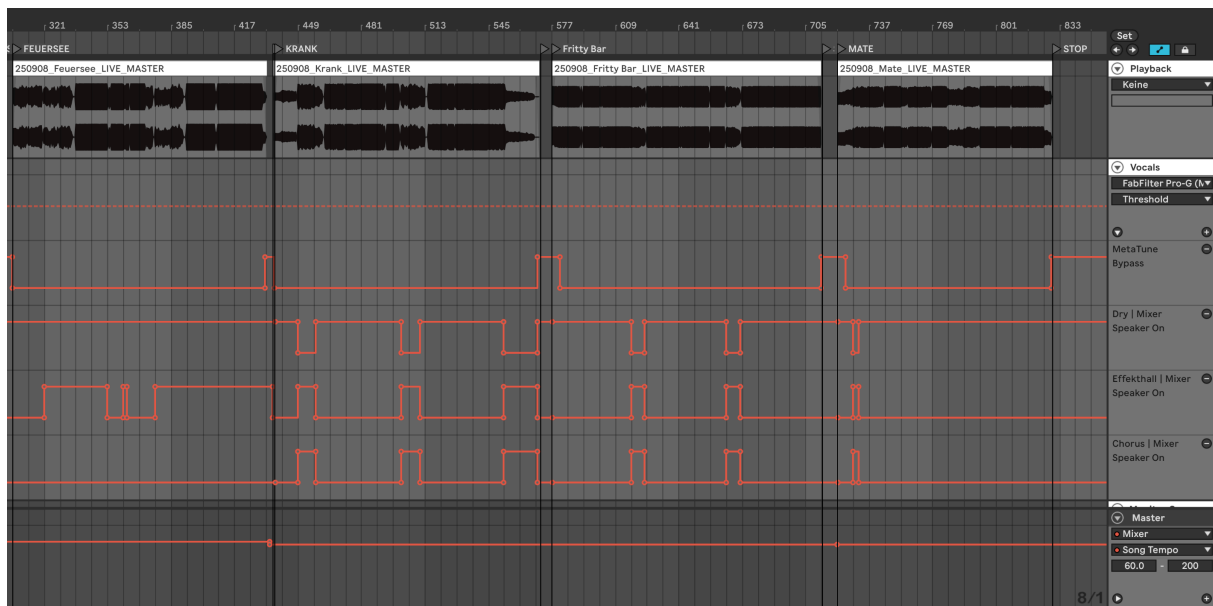 321 353 385 417 449 481 513 545 577 609 641 673 705 737 769 801 833
Set
FEUERSEE KRANK Fritty Bar MATE STOP
250908_Feuersee_LIVE_MASTER 250908_Krank_LIVE_MASTER 250908_Fritty Bar_LIVE_MASTER 250908_Mate_LIVE_MASTER
Playback
Keine
Vocals
FabFilter Pro-G (
Threshold
MetaTune
Bypass
Dry | Mixer
Speaker On
Effekthall | Mixer
Speaker On
Chorus | Mixer
Speaker On
Master
Mixer
Song Tempo
60.0 - 200
8/1